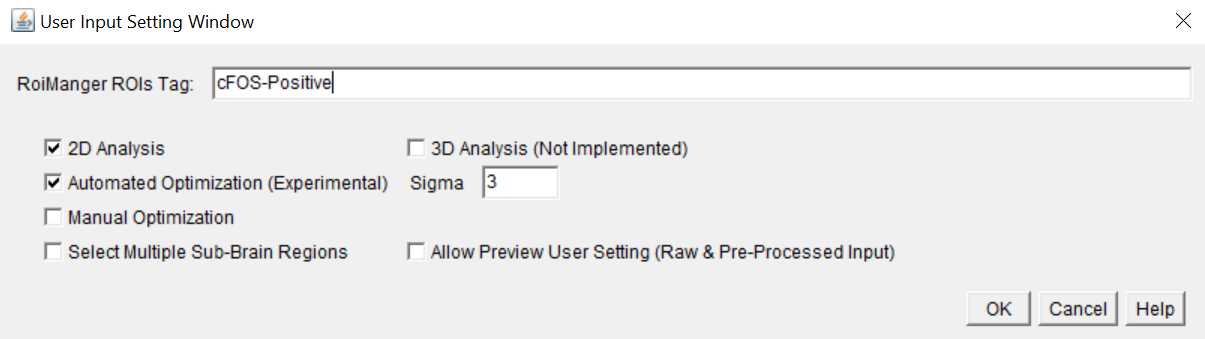 User Input Setting Window
RoiManger ROIs Tag: cFOS-Positive
2D Analysis 3D Analysis (Not Implemented)
Automated Optimization (Experimental) Sigma 3
Manual Optimization
Select Multiple Sub-Brain Regions Allow Preview User Setting (Raw & Pre-Processed Input)
OK Cancel Help